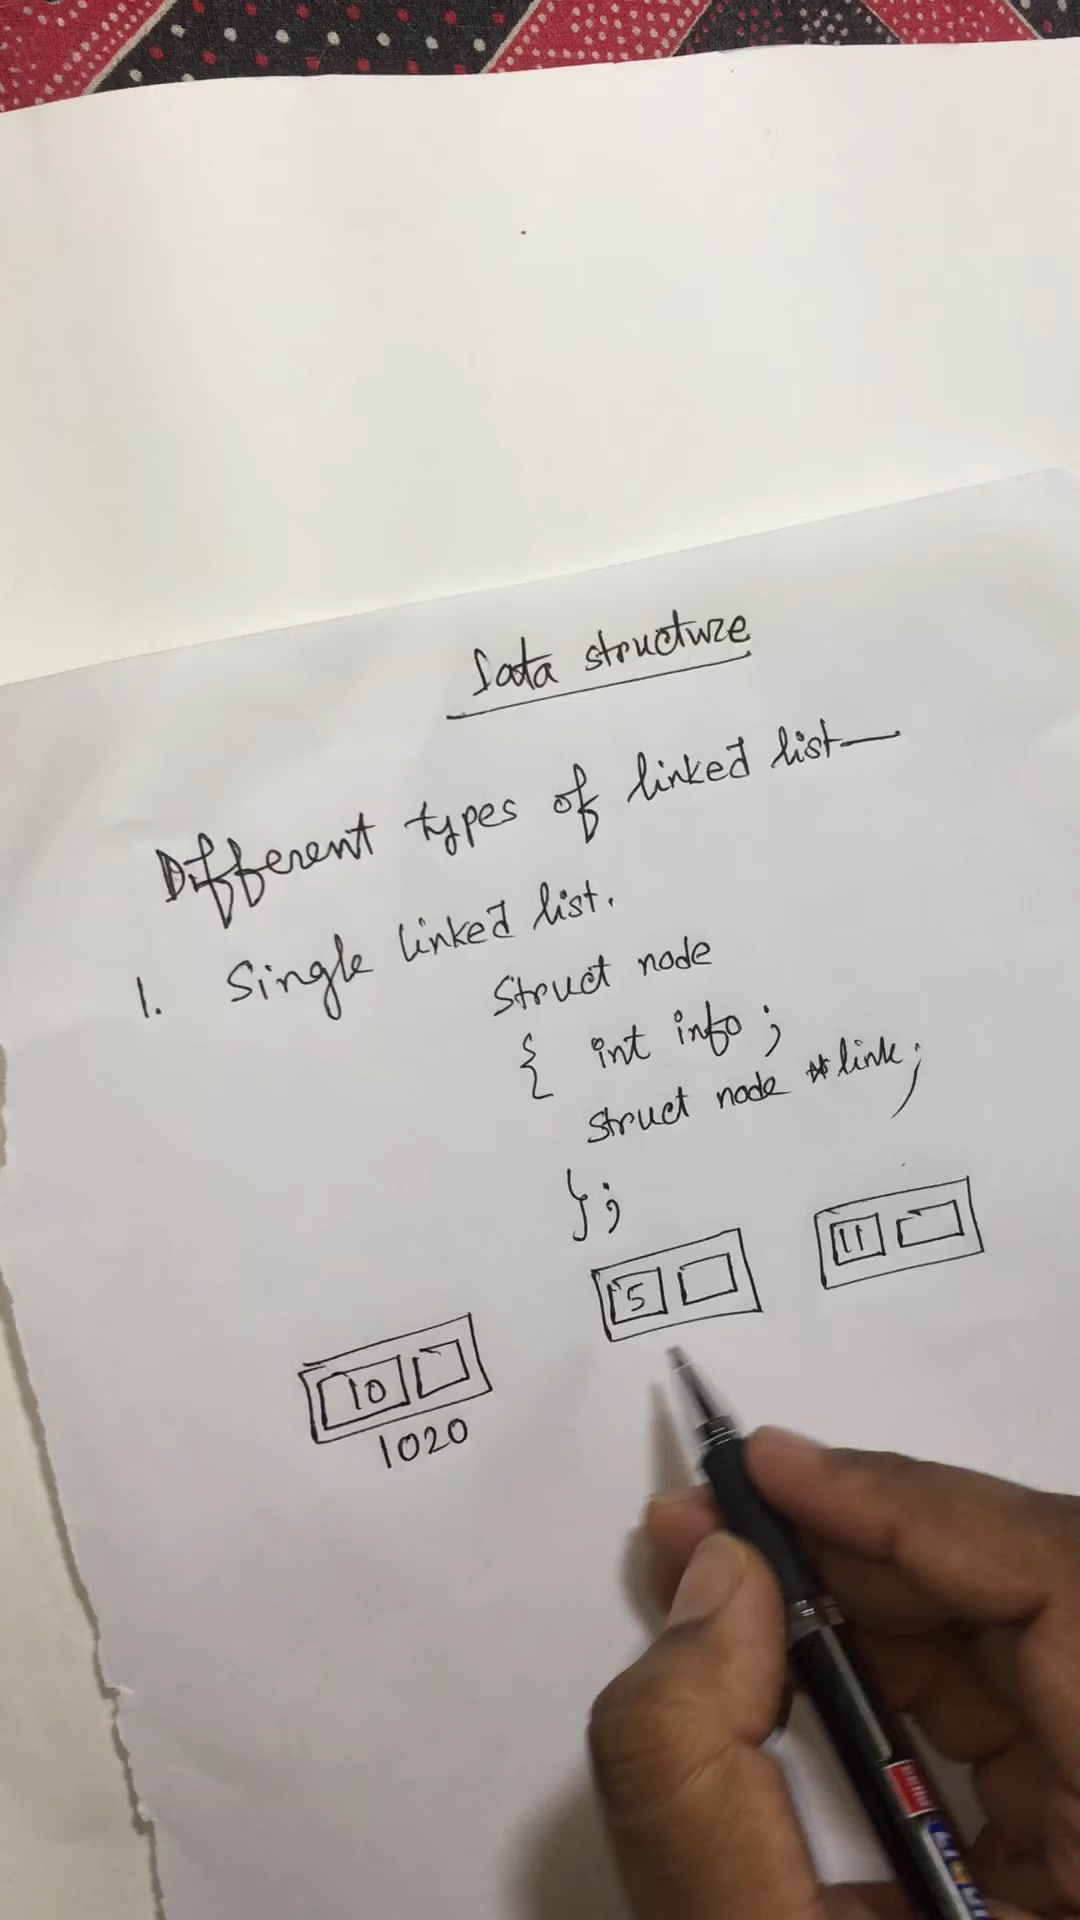 Data structure
Different types of linked list—
1. Single linked list.
Struct node
{ int info;
struct node *link;
};
10
5
11
1020